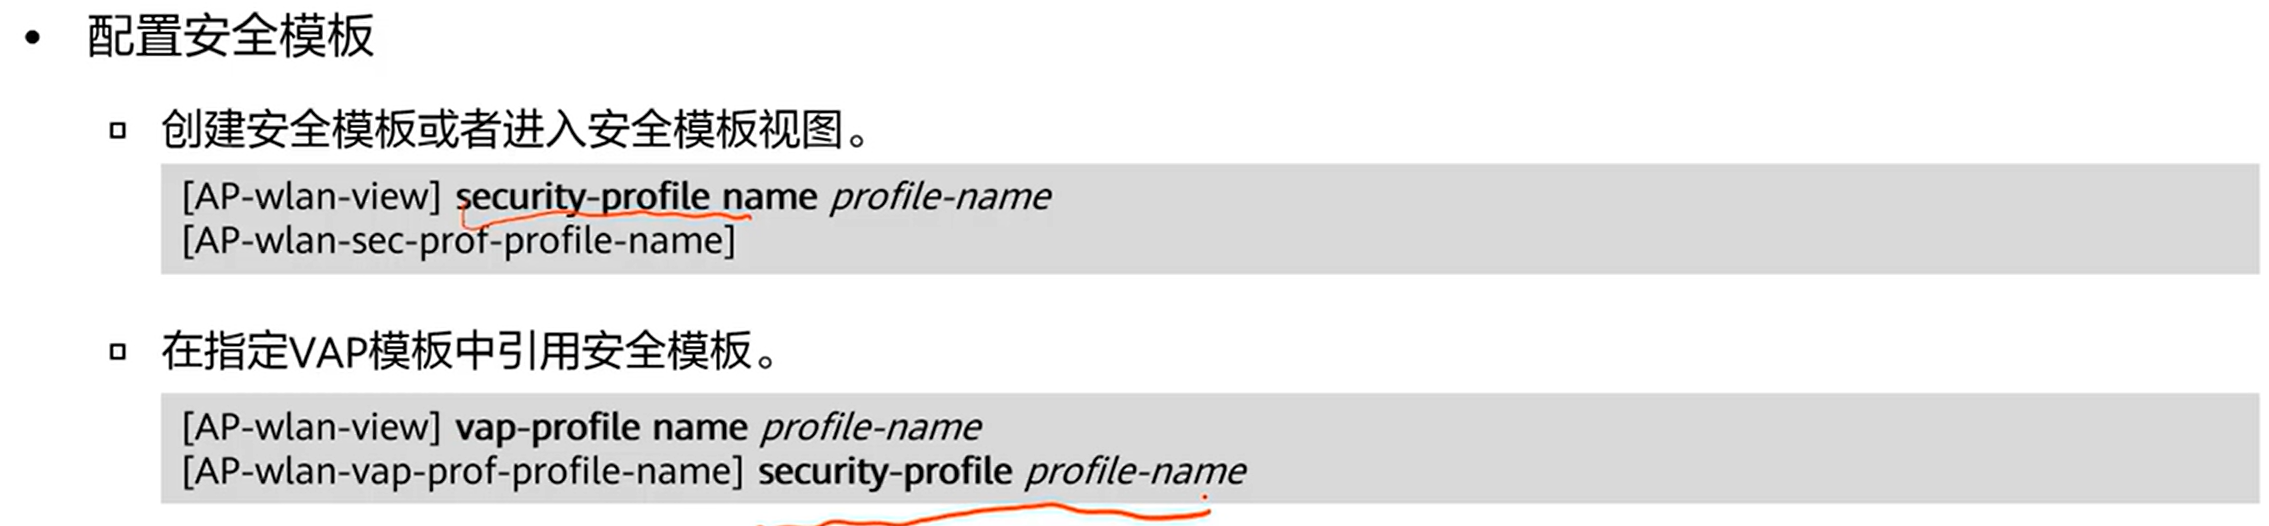 • 配置安全模板
▫ 创建安全模板或者进入安全模板视图。
[AP-wlan-view] security-profile name profile-name
[AP-wlan-sec-prof-profile-name]
▫ 在指定VAP模板中引用安全模板。
[AP-wlan-view] vap-profile name profile-name
[AP-wlan-vap-prof-profile-name] security-profile profile-name